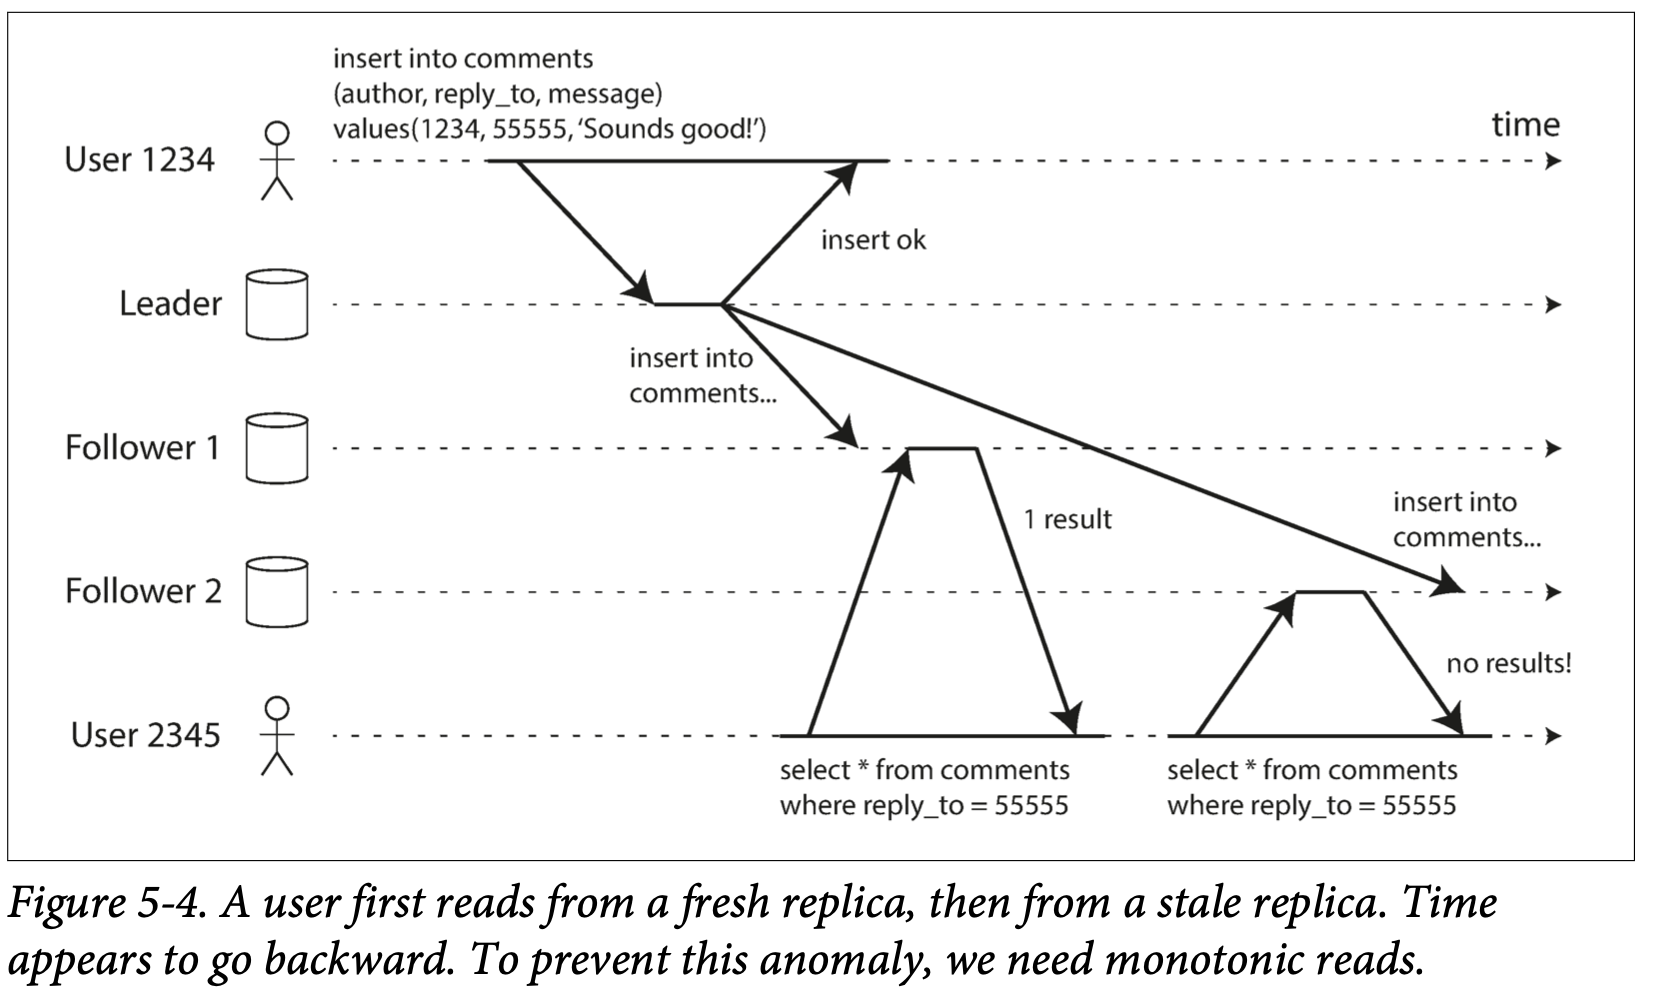 insert into comments
(author, reply_to, message)
values(1234, 55555, ‘Sounds good!’)
time
User 1234
insert ok
Leader
insert into
comments...
Follower 1
1 result
insert into
comments...
Follower 2
no results!
User 2345
select * from comments
where reply_to = 55555
select * from comments
where reply_to = 55555
Figure 5-4. A user first reads from a fresh replica, then from a stale replica. Time
appears to go backward. To prevent this anomaly, we need monotonic reads.